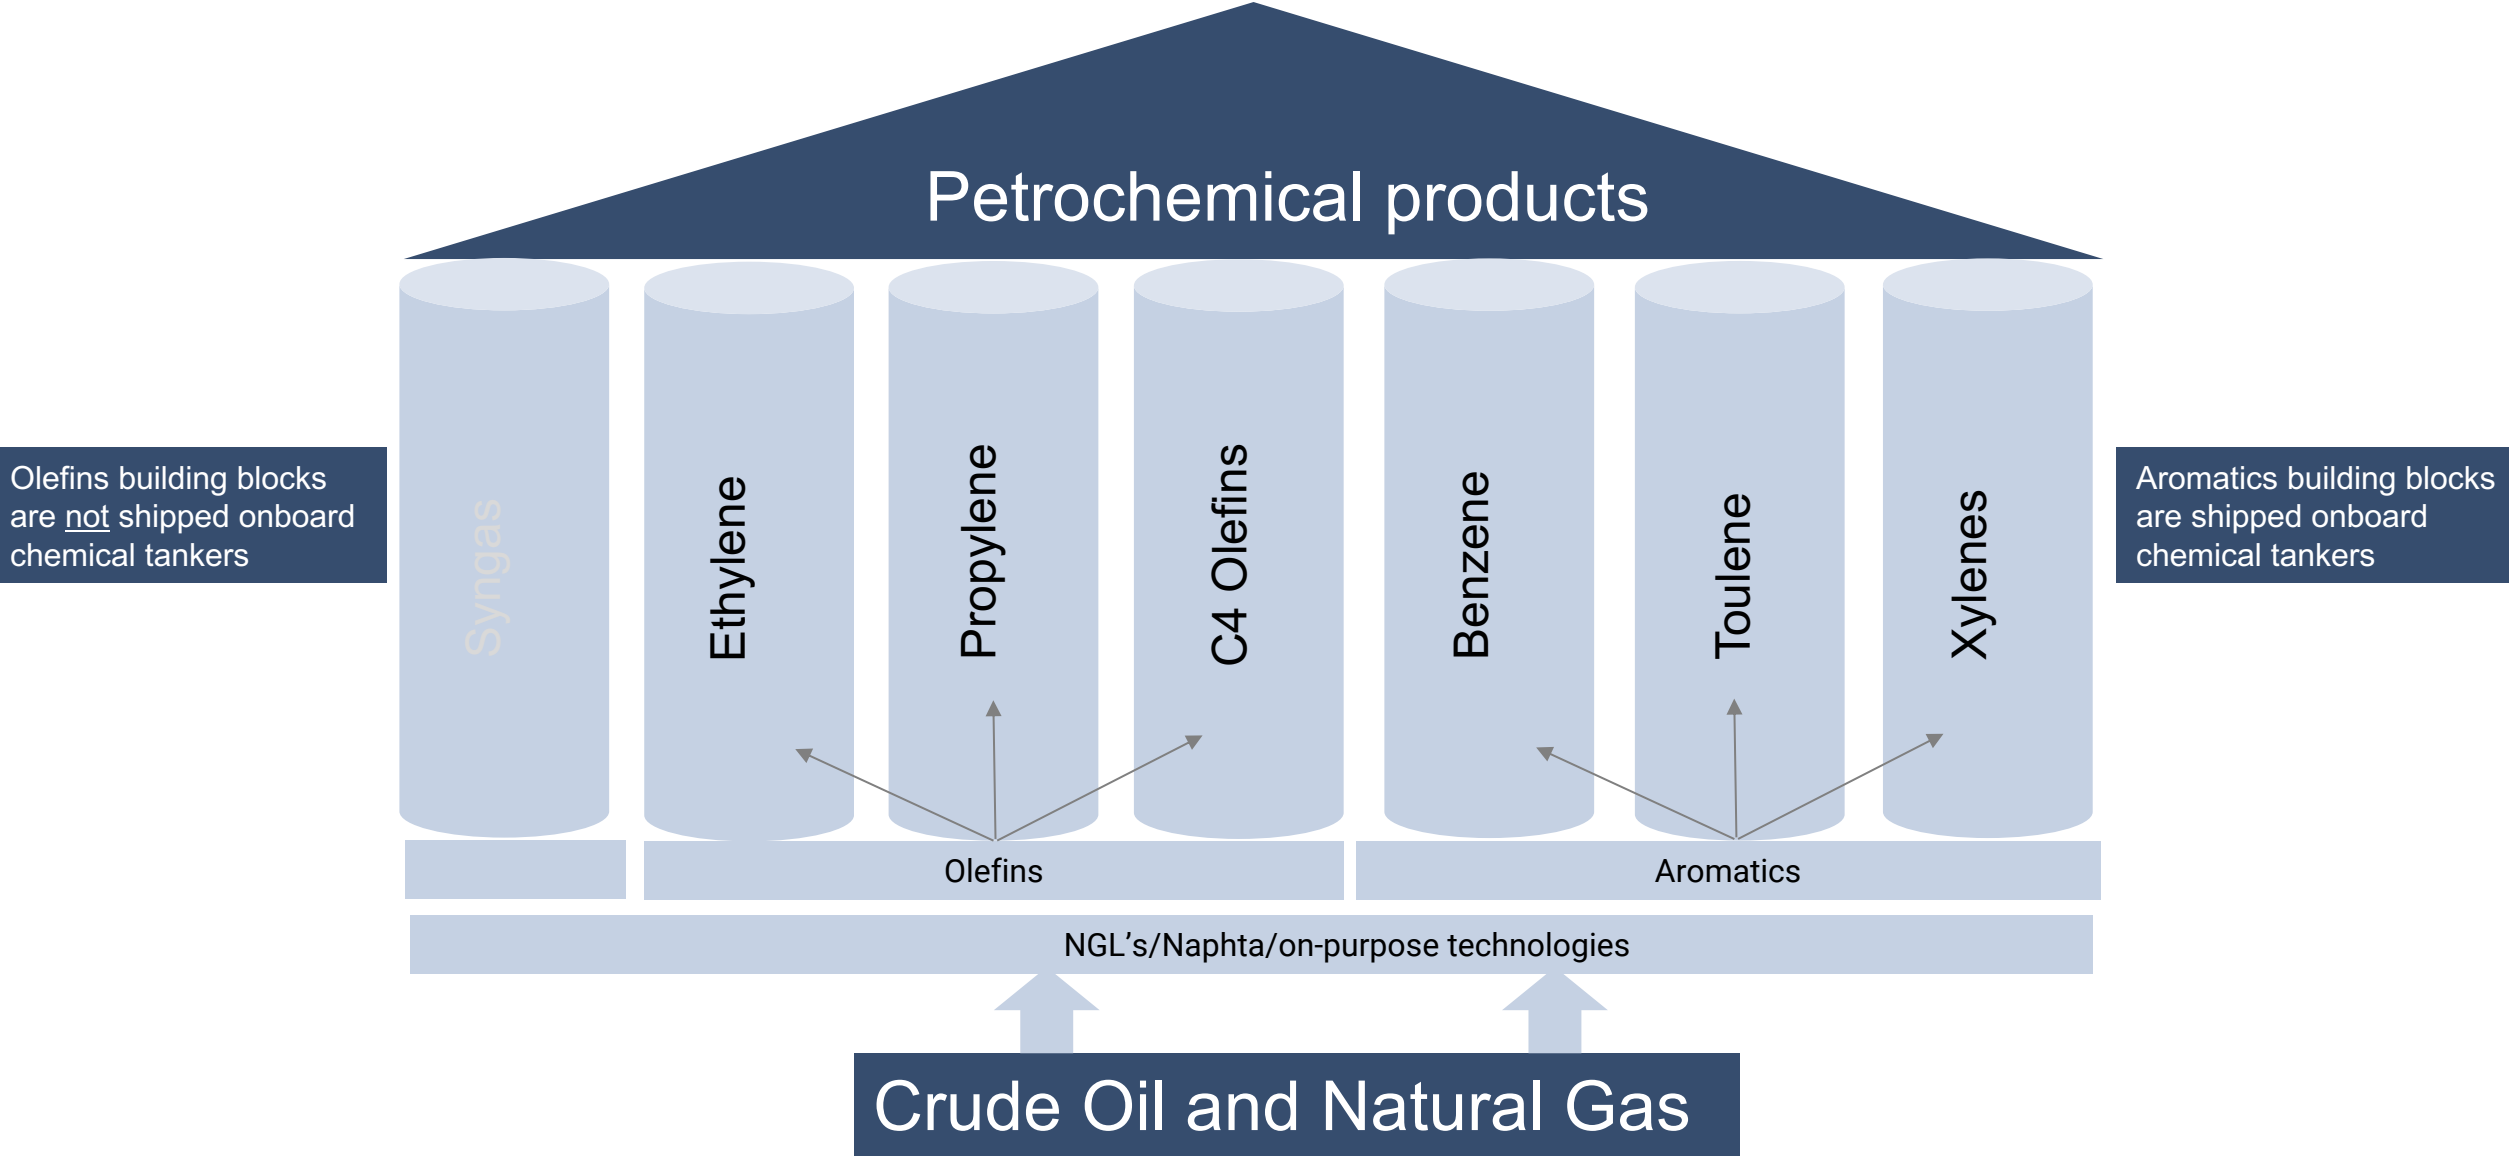 Petrochemical products
Olefins building blocks
are not shipped onboard
chemical tankers
Syngas
Ethylene
Propylene
C4 Olefins
Benzene
Toulene
Xylenes
Aromatics building blocks
are shipped onboard
chemical tankers
Olefins
Aromatics
NGL’s/Naphta/on-purpose technologies
Crude Oil and Natural Gas